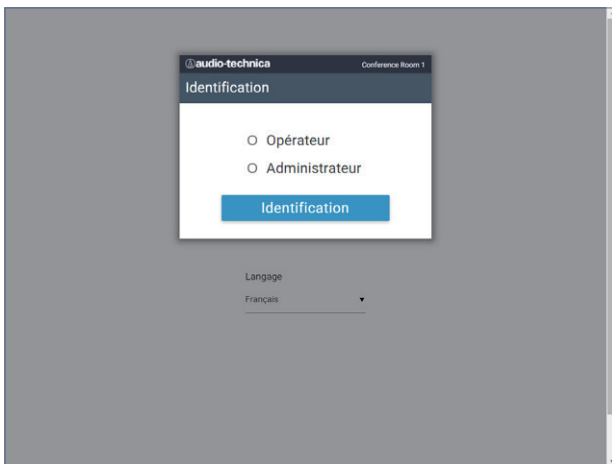 audio-technica
Conference Room 1
Identification
Opérateur
Administrateur
Identification
Langage
Français